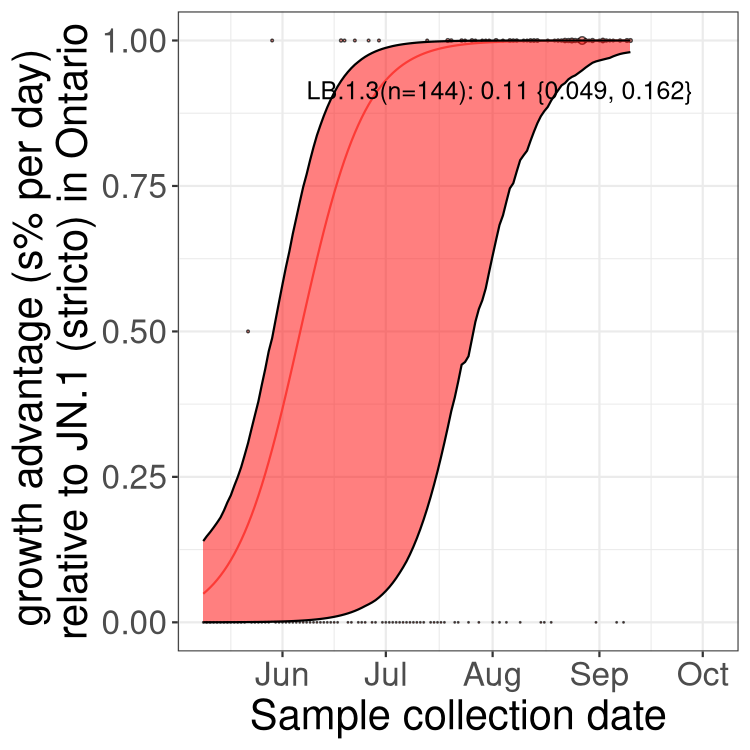 growth advantage (s% per day)
relative to JN.1 (stricto) in Ontario
1.00
0.75
0.50
0.25
0.00
LB.1.3(n=144): 0.11 {0.049, 0.162}
Jun Jul Aug Sep Oct
Sample collection date